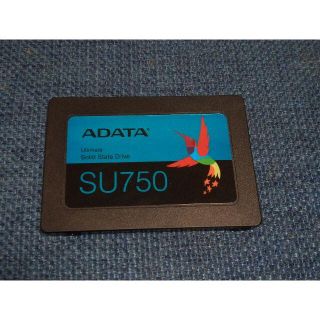 ADATA
Ultimate
Solid State Drive
SU750